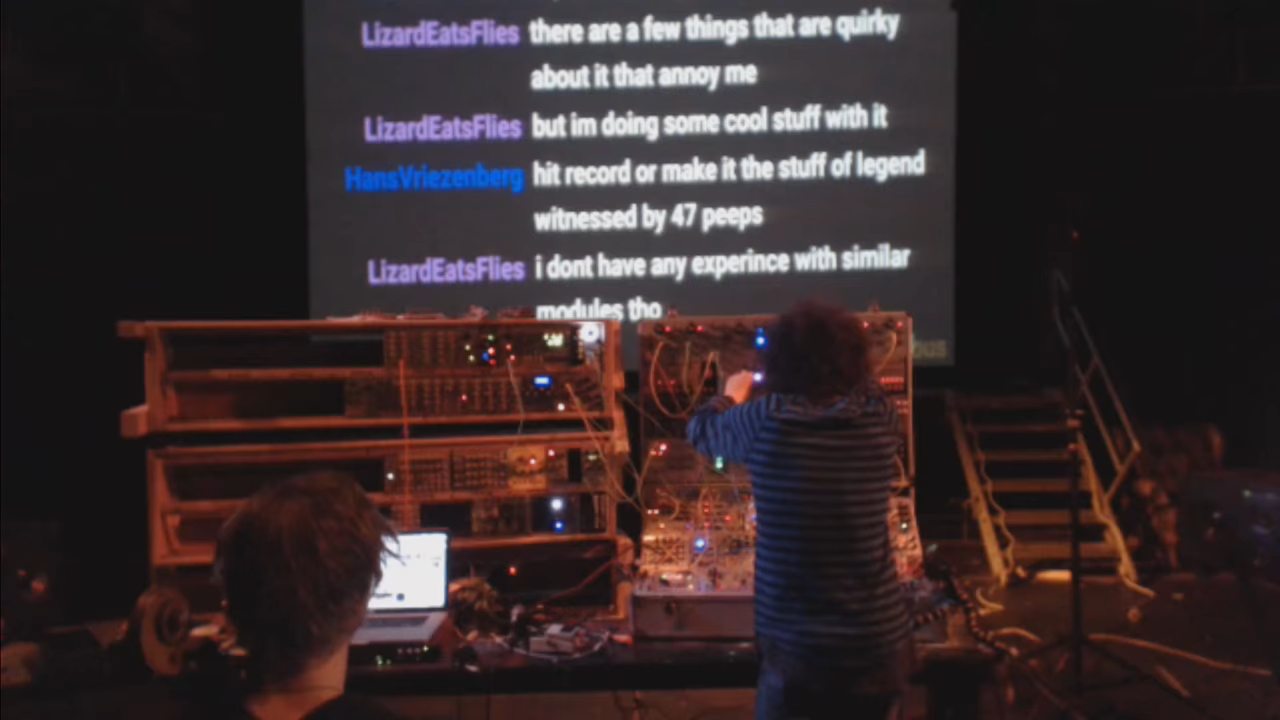 LizardEatsFlies there are a few things that are quirky
about it that annoy me
LizardEatsFlies but im doing some cool stuff with it
HansVriezenberg hit record or make it the stuff of legend
witnessed by 47 peeps
LizardEatsFlies i dont have any experince with similar
modules tho